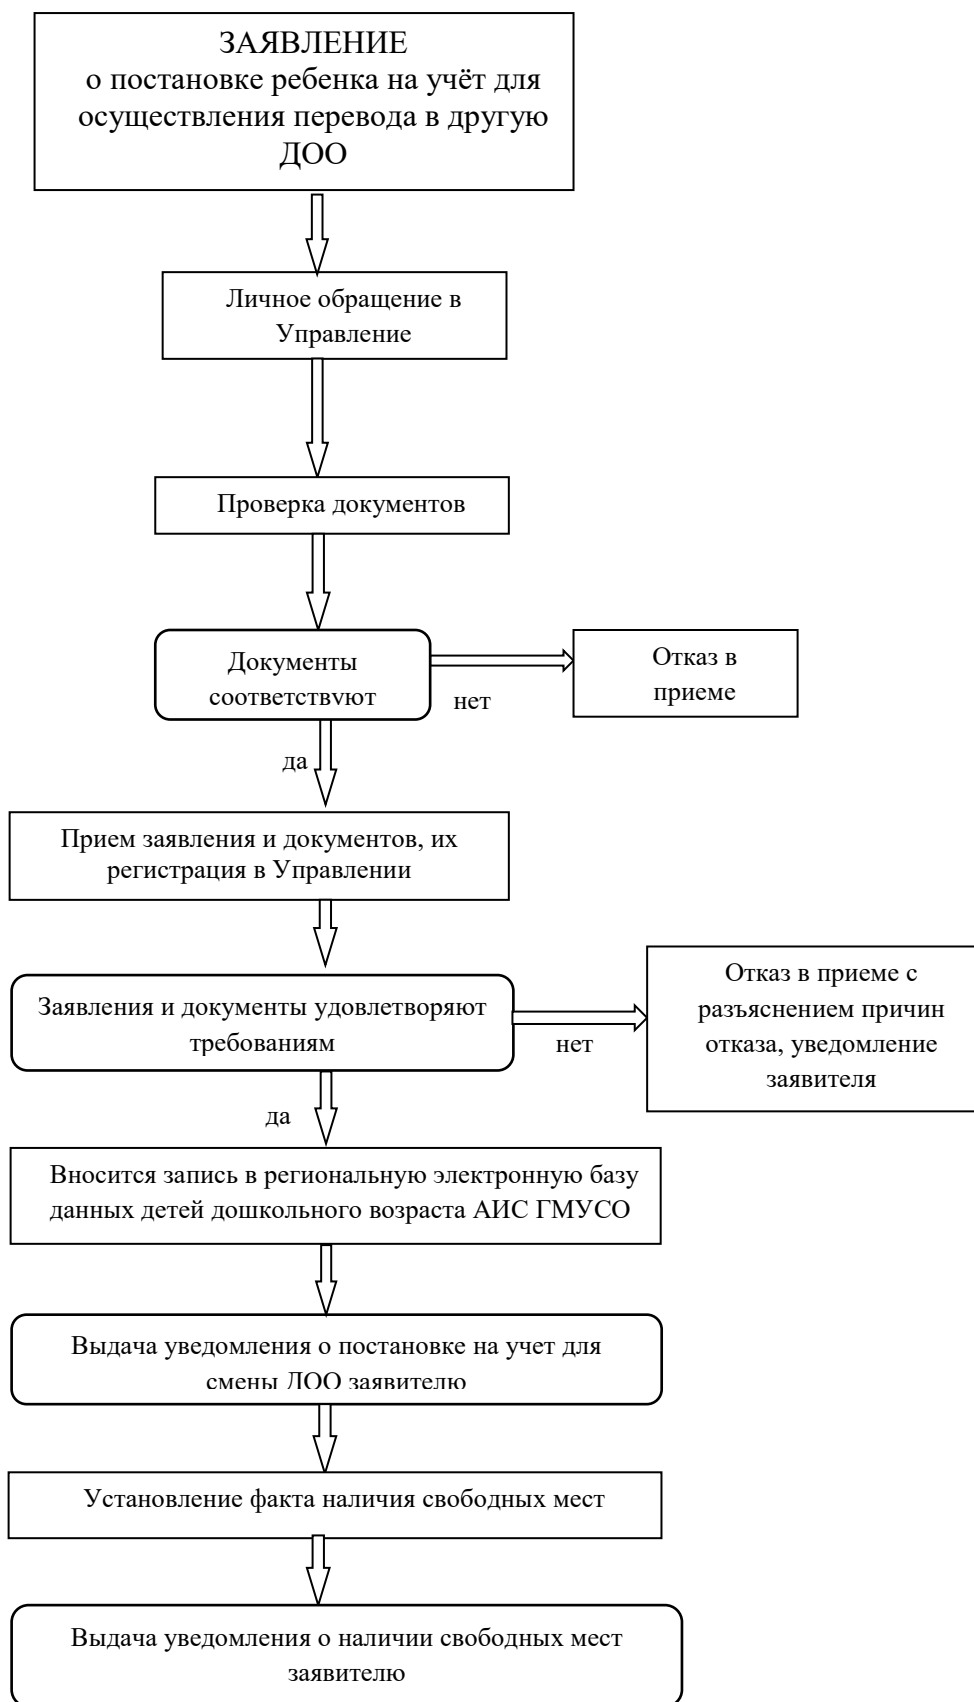 ЗАЯВЛЕНИЕ
о постановке ребенка на учёт для
осуществления перевода в другую
ДОО
Личное обращение в
Управление
Проверка документов
Документы
соответствуют
нет
Отказ в
приеме
да
Прием заявления и документов, их
регистрация в Управлении
Заявления и документы удовлетворяют
требованиям
нет
Отказ в приеме с
разъяснением причин
отказа, уведомление
заявителя
да
Вносится запись в региональную электронную базу
данных детей дошкольного возраста АИС ГМУСО
Выдача уведомления о постановке на учет для
смены ДОО заявителю
Установление факта наличия свободных мест
Выдача уведомления о наличии свободных мест
заявителю